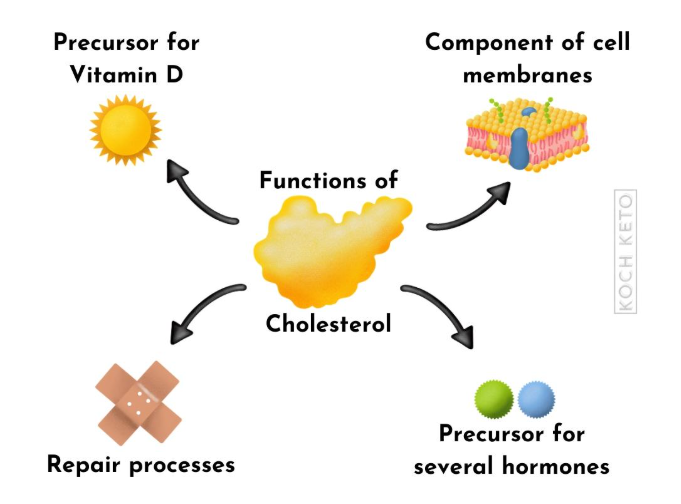 Precursor for
Vitamin D
Component of cell
membranes
Functions of
Cholesterol
KOCH KETO
Repair processes
Precursor for
several hormones